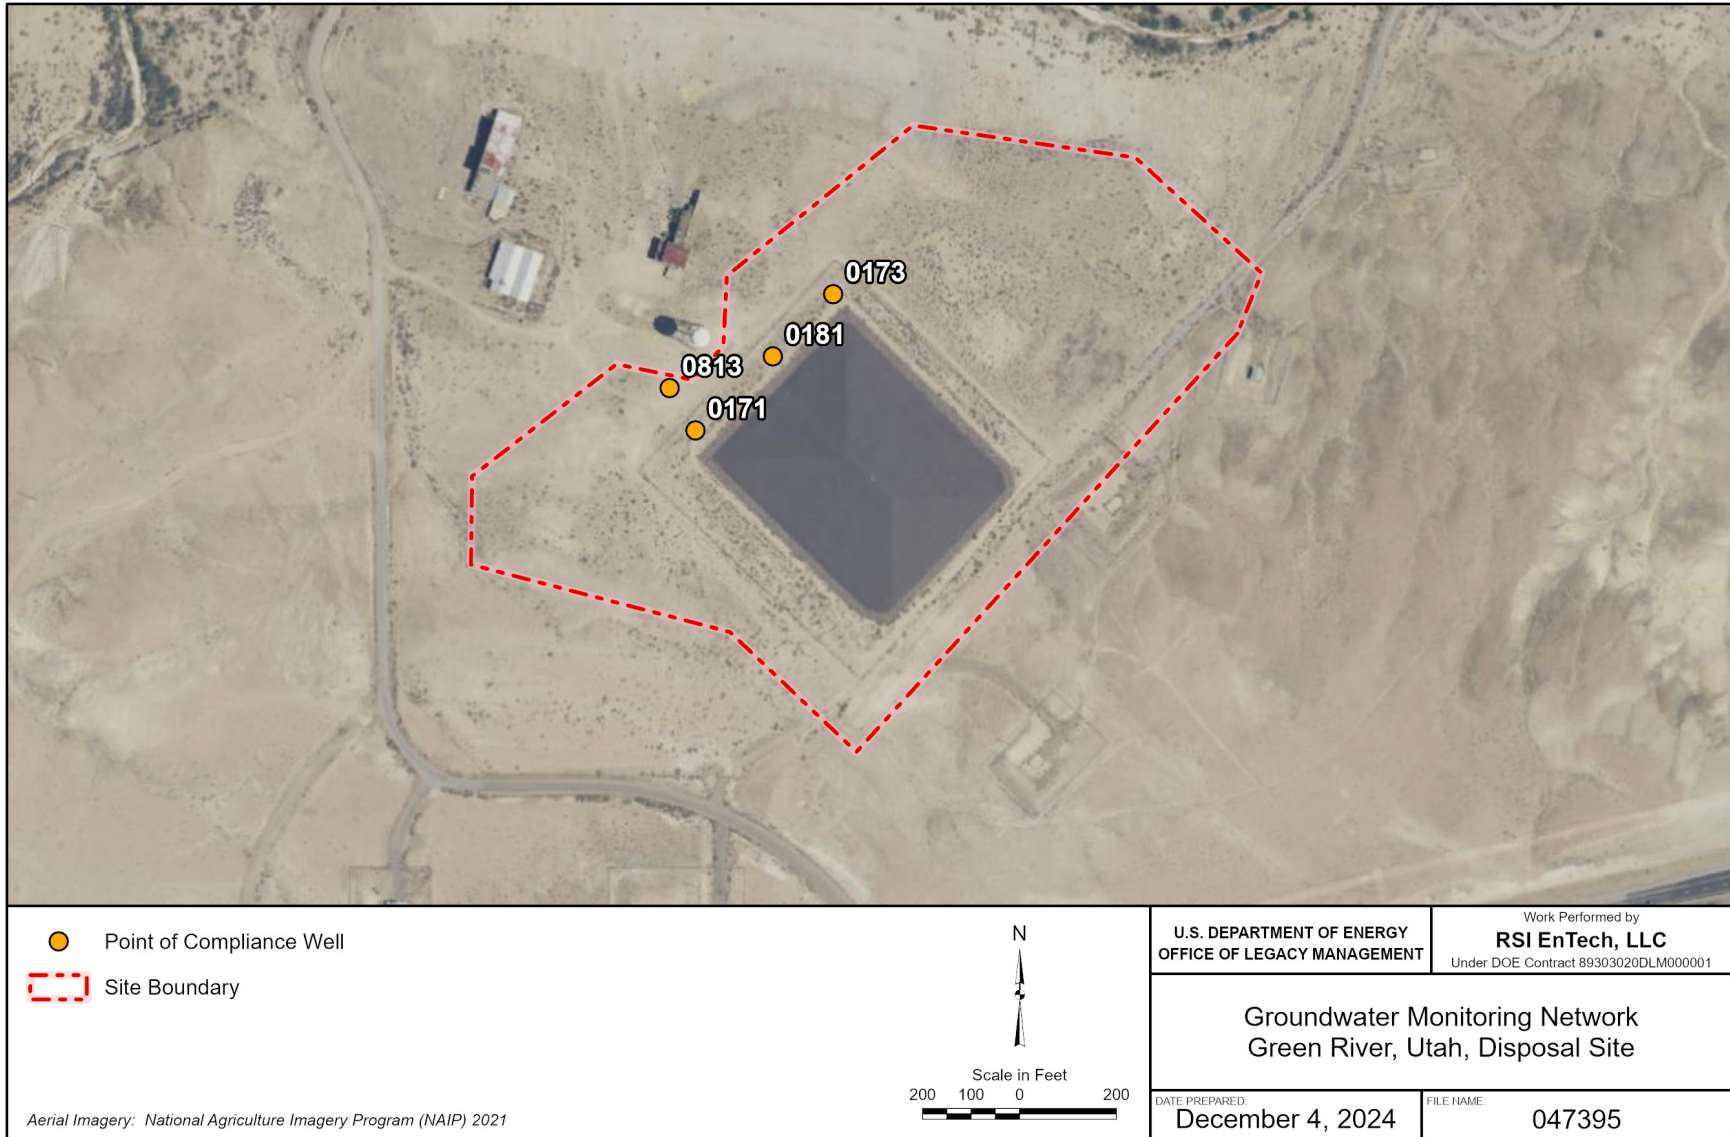 0173
0181
0813
0171
Point of Compliance Well
Site Boundary
Aerial Imagery: National Agriculture Imagery Program (NAIP) 2021
N
Scale in Feet
200 100 0 200
U.S. DEPARTMENT OF ENERGY
OFFICE OF LEGACY MANAGEMENT
Work Performed by
RSI EnTech, LLC
Under DOE Contract 89303020DLM000001
Groundwater Monitoring Network
Green River, Utah, Disposal Site
DATE PREPARED:
December 4, 2024
FILE NAME:
047395